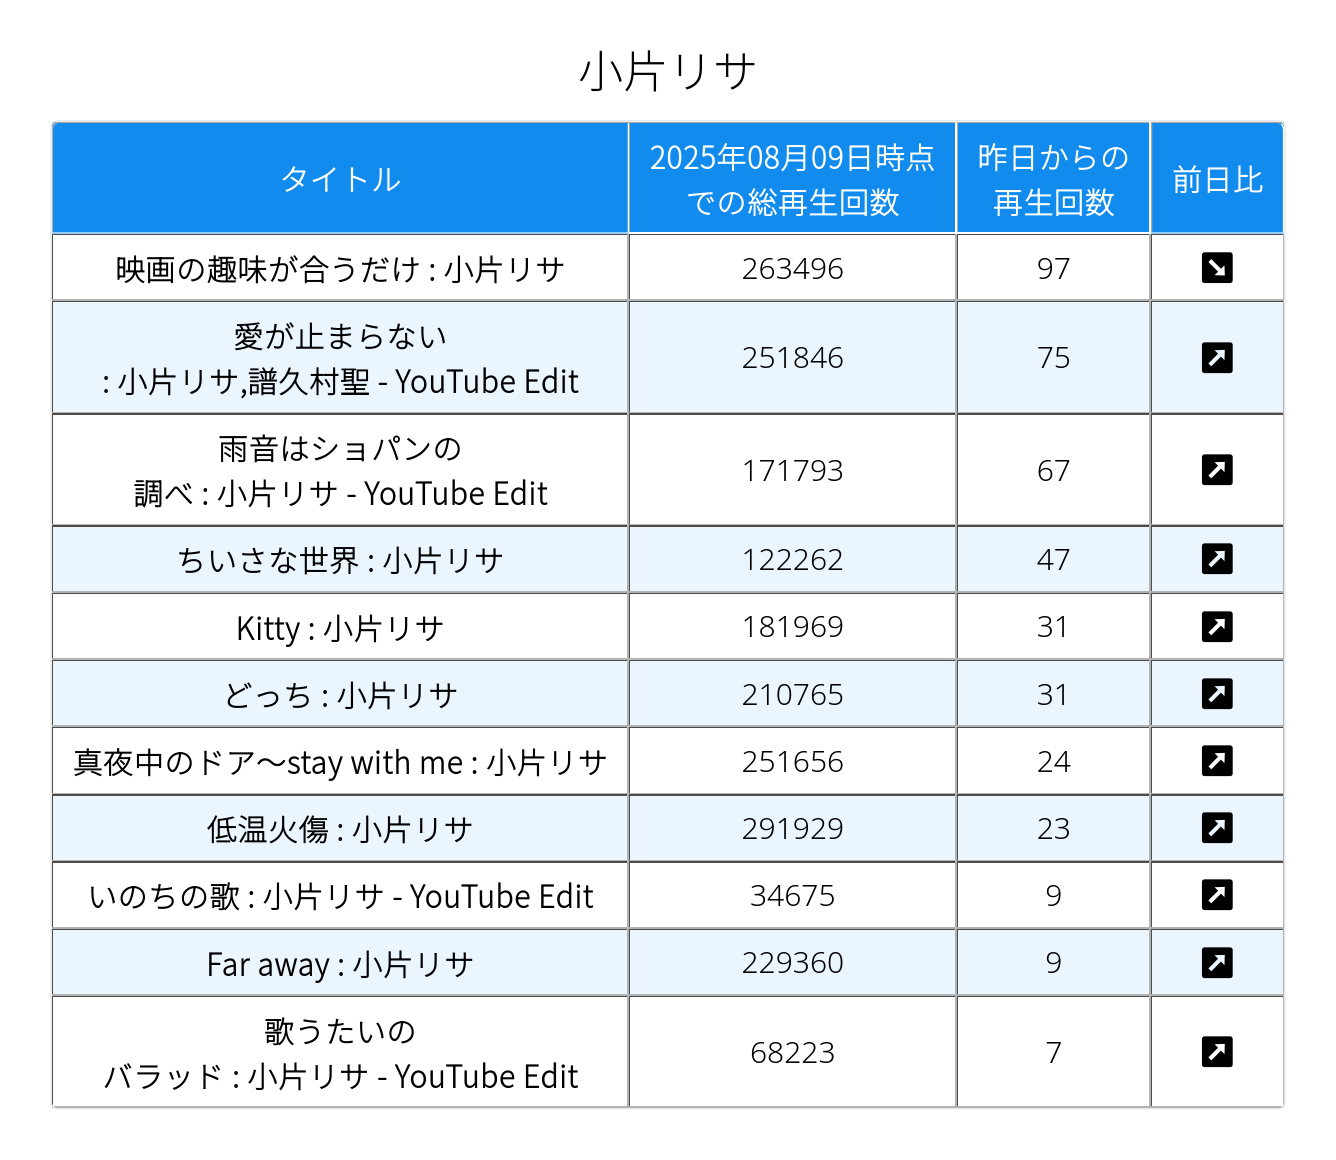 小片リサ
タイトル
2025年08月09日時点
での総再生回数
昨日からの
再生回数
前日比
映画の趣味が合うだけ : 小片リサ
263496
97
愛が止まらない
: 小片リサ,譜久村聖 - YouTube Edit
251846
75
雨音はショパンの
調べ : 小片リサ - YouTube Edit
171793
67
ちいさな世界 : 小片リサ
122262
47
Kitty : 小片リサ
181969
31
どっち : 小片リサ
210765
31
真夜中のドア〜stay with me : 小片リサ
251656
24
低温火傷 : 小片リサ
291929
23
いのちの歌 : 小片リサ - YouTube Edit
34675
9
Far away : 小片リサ
229360
9
歌うたいの
バラッド : 小片リサ - YouTube Edit
68223
7